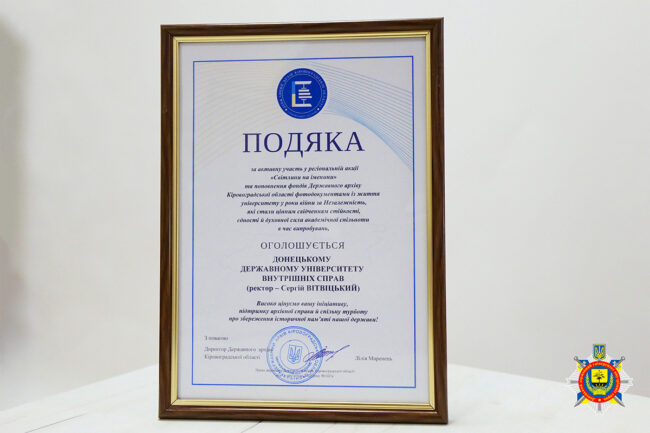 ПОДЯКА
за активну участь у регіональній акції
«Світлини на імекони»
та поповнення фондів Державного архіву
Кіровоградської області фотодокументами із життя
університету у роки війни за Незалежність,
які стали цінним свідченням стійкості,
єдності й духовної сили академічної спільноти
в час випробувань,
ОГОЛОШУЄТЬСЯ
ДОНЕЦЬКОМУ
ДЕРЖАВНОМУ УНІВЕРСИТЕТУ
ВНУТРІШНІХ СПРАВ
(ректор – Сергій ВІТВІЦЬКИЙ)
Високо цінуємо вашу ініціативу,
підтримку архівної справи й спільну турботу
про збереження історичної пам'яті нашої держави!
З повагою
Директор Державного архіву
Кіровоградської області
Лілія Маренець